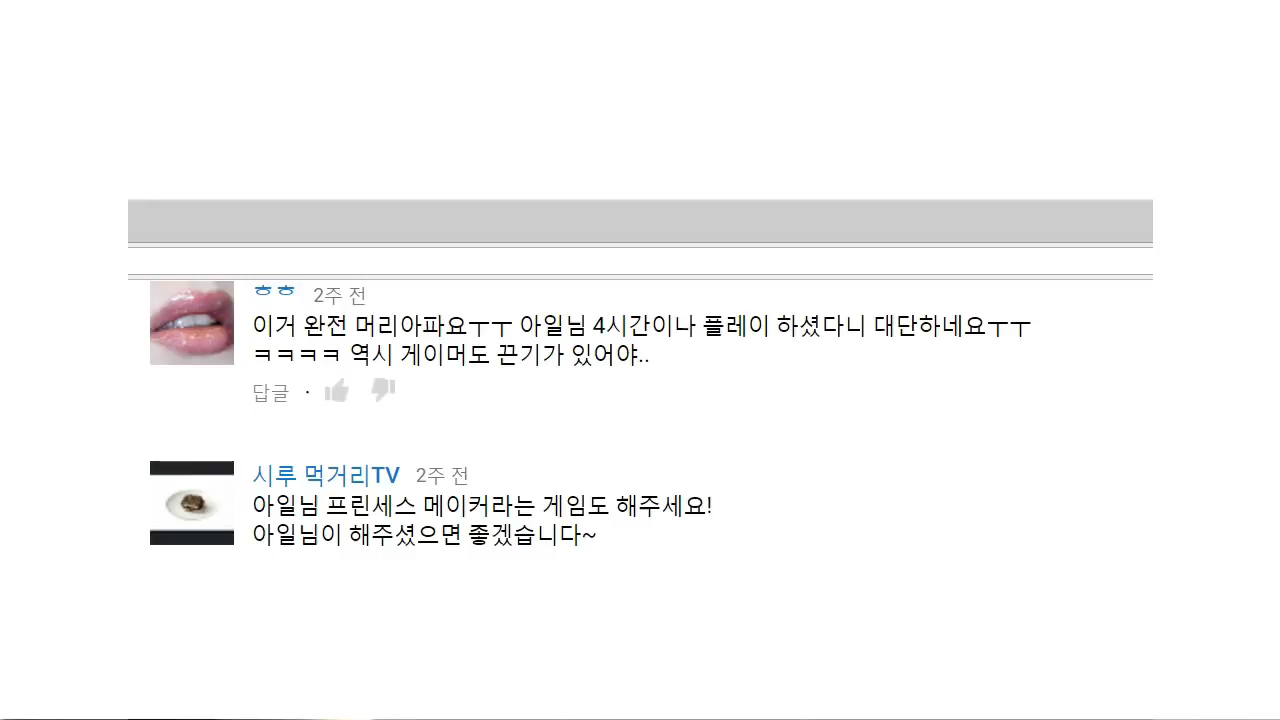 ㅎㅎ 2주 전
이거 완전 머리아파요ㅜㅜ 아일님 4시간이나 플레이 하셨다니 대단하네요ㅜㅜ
ㅋㅋㅋㅋ 역시 게이머도 끈기가 있어야..
답글 ·
시루 먹거리TV 2주 전
아일님 프린세스 메이커라는 게임도 해주세요!
아일님이 해주셨으면 좋겠습니다~